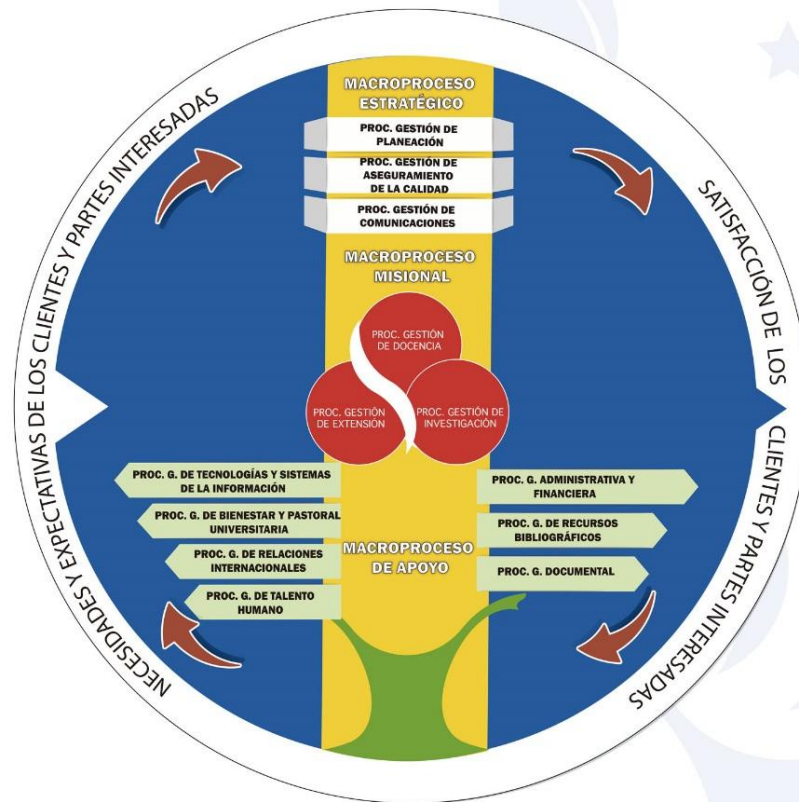 NECESIDADES Y EXPECTATIVAS DE LOS CLIENTES Y PARTES INTERESADAS
MACROPROCESO
ESTRATÉGICO
PROC. GESTIÓN DE
PLANEACIÓN
PROC. GESTIÓN DE
ASEGURAMIENTO
DE LA CALIDAD
PROC. GESTIÓN DE
COMUNICACIONES
MACROPROCESO
MISIONAL
PROC. GESTIÓN
DE DOCENCIA
PROC. GESTIÓN
DE EXTENSIÓN
PROC. GESTIÓN DE
INVESTIGACIÓN
PROC. G. DE TECNOLOGÍAS Y SISTEMAS
DE LA INFORMACIÓN
PROC. G. DE BIENESTAR Y PASTORAL
UNIVERSITARIA
PROC. G. DE RELACIONES
INTERNACIONALES
PROC. G. DE TALENTO
HUMANO
MACROPROCESO
DE APOYO
PROC. G. ADMINISTRATIVA Y
FINANCIERA
PROC. G. DE RECURSOS
BIBLIOGRÁFICOS
PROC. G. DOCUMENTAL
SATISFACCIÓN DE LOS CLIENTES Y PARTES INTERESADAS